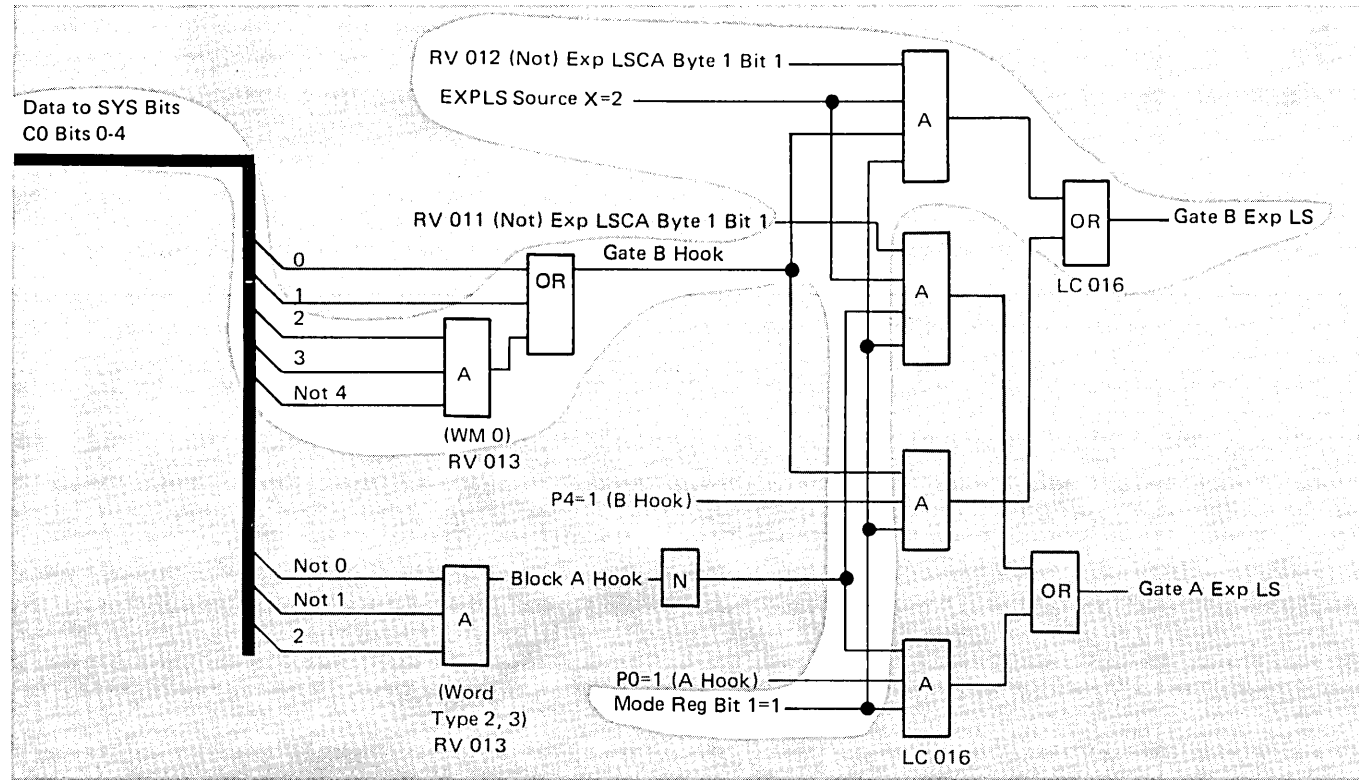 RV 012 (Not) Exp LSCA Byte 1 Bit 1
EXPLS Source X=2
A
Data to SYS Bits
C0 Bits 0-4
RV 011 (Not) Exp LSCA Byte 1 Bit 1
OR
Gate B Exp LS
LC 016
Gate B Hook
0
OR
1
2
A
3
A
Not 4
(WM 0)
RV 013
P4=1 (B Hook)
A
Not 0
Block A Hook
N
Not 1
A
2
OR
Gate A Exp LS
P0=1 (A Hook)
A
Mode Reg Bit 1=1
(Word
Type 2, 3)
RV 013
LC 016